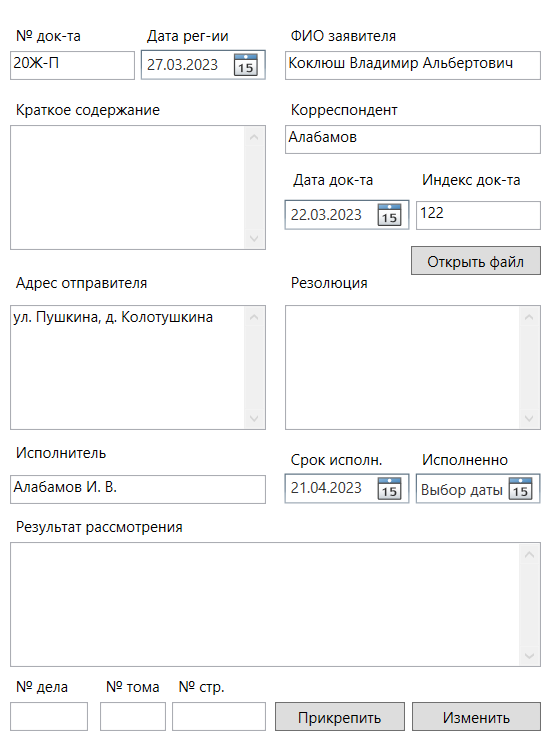 № док-та Дата рег-ии ФИО заявителя
20Ж-П 27.03.2023 15 Коклюш Владимир Альбертович
Краткое содержание Корреспондент
Алабамов
Дата док-та Индекс док-та
22.03.2023 15 122
Открыть файл
Адрес отправителя Резолюция
ул. Пушкина, д. Колотушкина
Исполнитель Срок исполн. Исполненно
Алабамов И. В. 21.04.2023 15 Выбор даты 15
Результат рассмотрения
№ дела № тома № стр.
Прикрепить Изменить